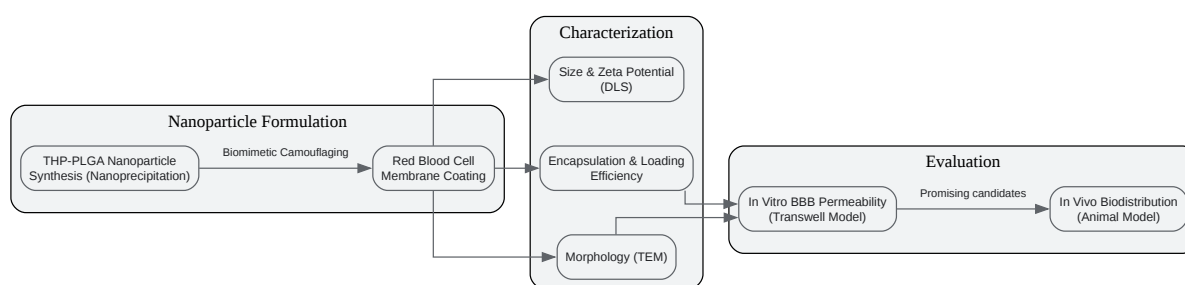 Nanoparticle Formulation
THP-PLGA Nanoparticle
Synthesis (Nanoprecipitation)
Biomimetic Camouflaging
Red Blood Cell
Membrane Coating
Characterization
Size & Zeta Potential
(DLS)
Encapsulation & Loading
Efficiency
Morphology (TEM)
Evaluation
In Vitro BBB Permeability
(Transwell Model)
Promising candidates
In Vivo Biodistribution
(Animal Model)